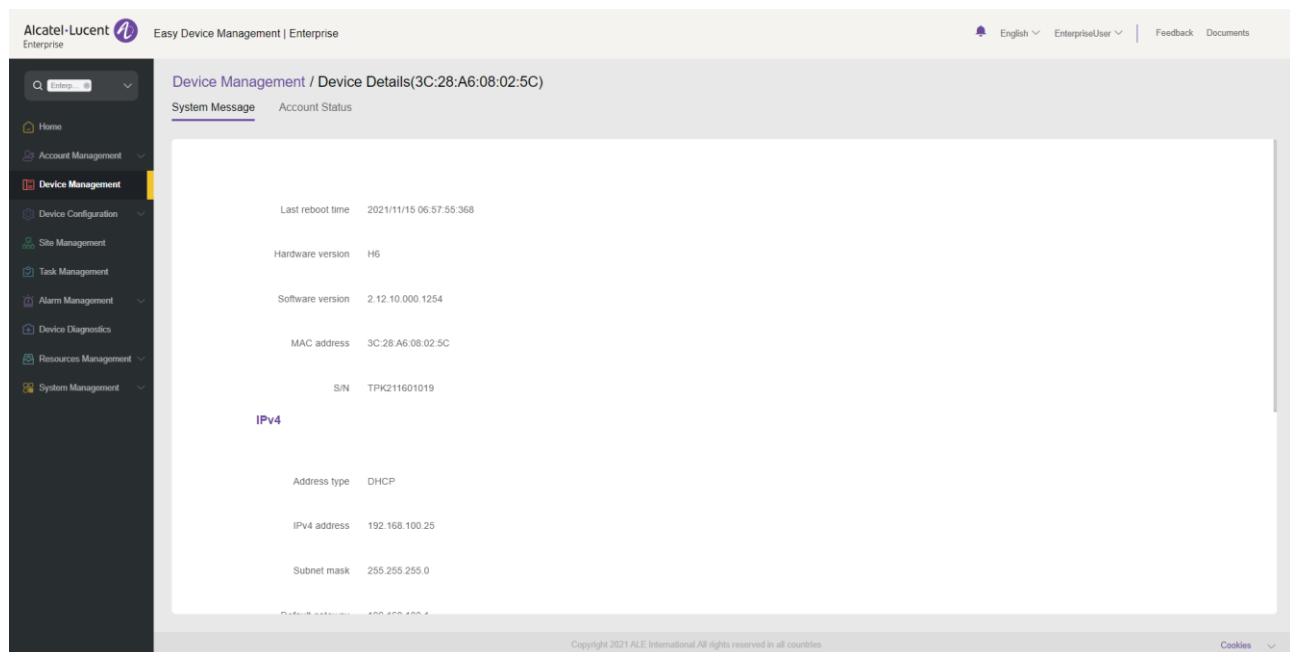 Alcatel·Lucent
Enterprise
Easy Device Management | Enterprise
English
EnterpriseUser
Feedback
Documents
Enterp...
Home
Account Management
Device Management
Device Configuration
Site Management
Task Management
Alarm Management
Device Diagnostics
Resources Management
System Management
Device Management / Device Details(3C:28:A6:08:02:5C)
System Message Account Status
Last reboot time 2021/11/15 06:57:55:368
Hardware version H6
Software version 2.12.10.000.1254
MAC address 3C:28:A6:08:02:5C
S/N TPK211601019
IPv4
Address type DHCP
IPv4 address 192.168.100.25
Subnet mask 255.255.255.0
Copyright 2021 ALE International.All rights reserved in all countries
Cookies